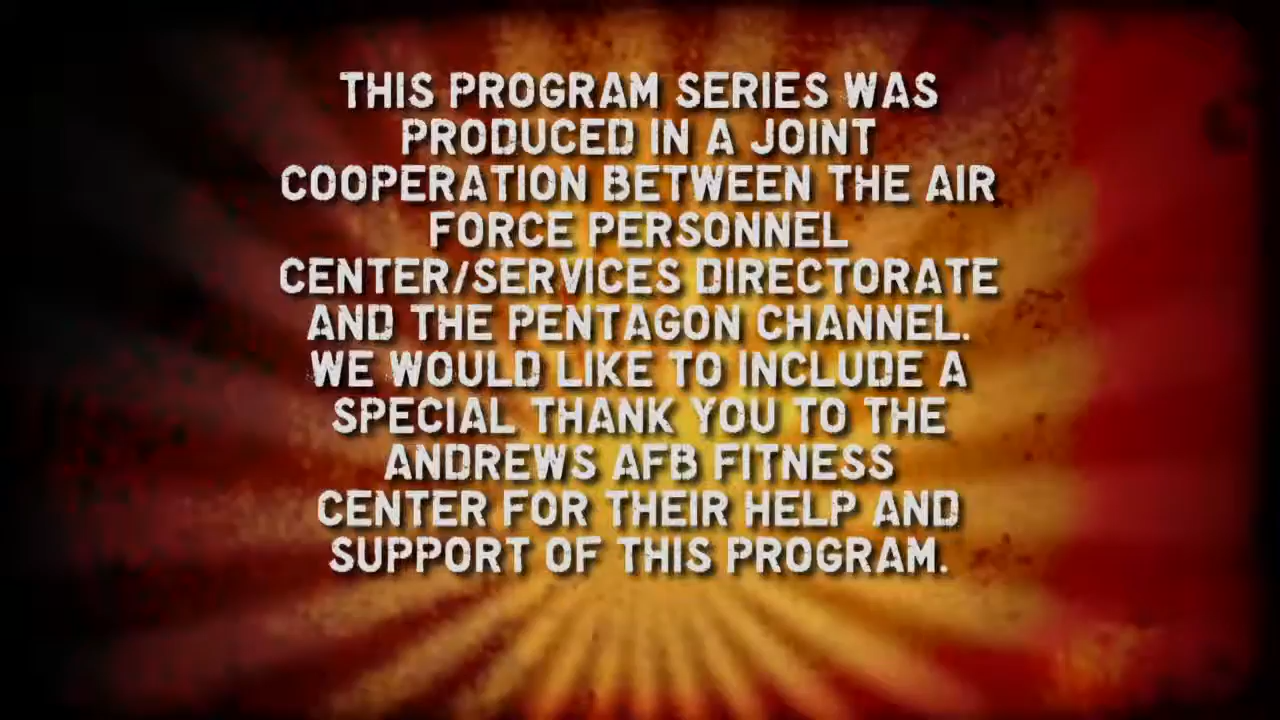 THIS PROGRAM SERIES WAS
PRODUCED IN A JOINT
COOPERATION BETWEEN THE AIR
FORCE PERSONNEL
CENTER/SERVICES DIRECTORATE
AND THE PENTAGON CHANNEL.
WE WOULD LIKE TO INCLUDE A
SPECIAL THANK YOU TO THE
ANDREWS AFB FITNESS
CENTER FOR THEIR HELP AND
SUPPORT OF THIS PROGRAM.